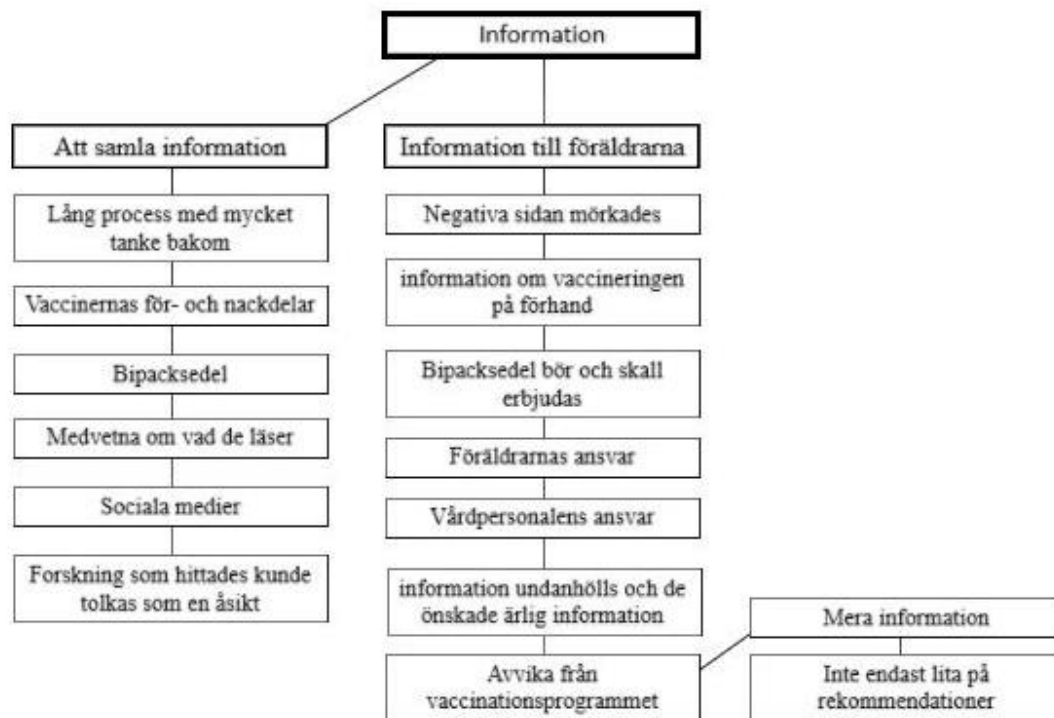 Information
Att samla information
Lång process med mycket
tanke bakom
Vaccinernas för- och nackdelar
Bipacksedel
Medvetna om vad de läser
Sociala medier
Forskning som hittades kunde
tolkas som en åsikt
Information till föräldrarna
Negativa sidan mörkades
information om vaccineringen
på förhand
Bipacksedel bör och skall
erbjudas
Föräldrarnas ansvar
Vårdpersonalens ansvar
information undanhölls och de
önskade ärlig information
Avvika från
vaccinationsprogrammet
Mera information
Inte endast lita på
rekommendationer